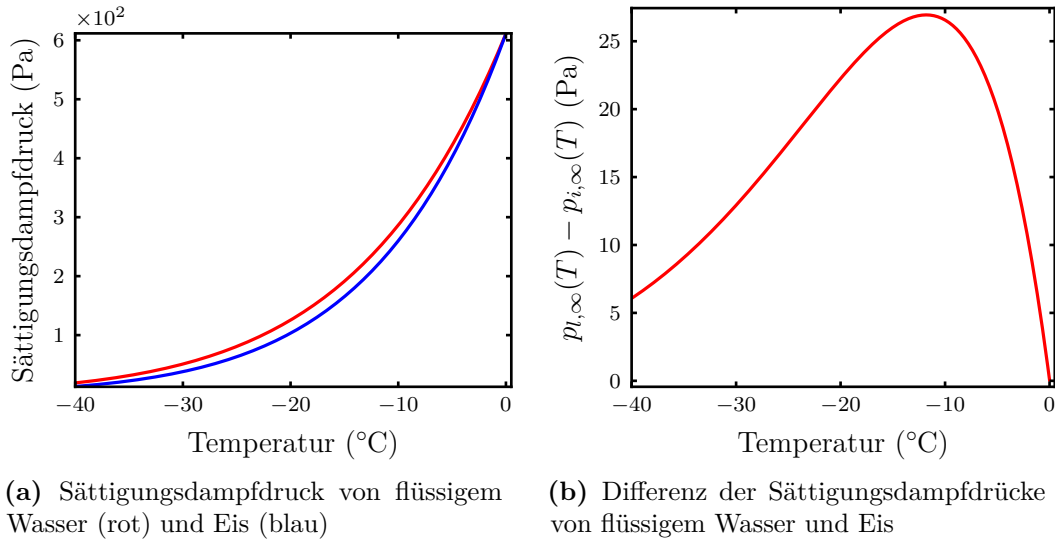 ×10²
Sättigungsdampfdruck (Pa)
6
5
4
3
2
1
−40 −30 −20 −10 0
Temperatur (°C)
p_{l,∞}(T) − p_{i,∞}(T) (Pa)
25
20
15
10
5
0
−40 −30 −20 −10 0
Temperatur (°C)
(a) Sättigungsdampfdruck von flüssigem
Wasser (rot) und Eis (blau)
(b) Differenz der Sättigungsdampfdrücke
von flüssigem Wasser und Eis